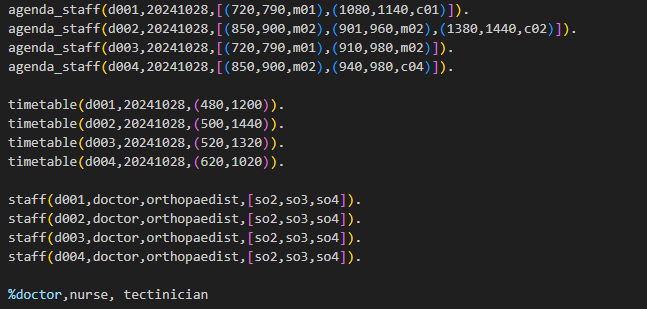 agenda_staff(d001,20241028,[(720,790,m01),(1080,1140,c01)]).
agenda_staff(d002,20241028,[(850,900,m02),(901,960,m02),(1380,1440,c02)]).
agenda_staff(d003,20241028,[(720,790,m01),(910,980,m02)]).
agenda_staff(d004,20241028,[(850,900,m02),(940,980,c04)]).
timetable(d001,20241028,(480,1200)).
timetable(d002,20241028,(500,1440)).
timetable(d003,20241028,(520,1320)).
timetable(d004,20241028,(620,1020)).
staff(d001,doctor,orthopaedist,[so2,so3,so4]).
staff(d002,doctor,orthopaedist,[so2,so3,so4]).
staff(d003,doctor,orthopaedist,[so2,so3,so4]).
staff(d004,doctor,orthopaedist,[so2,so3,so4]).
%doctor,nurse, tectinician